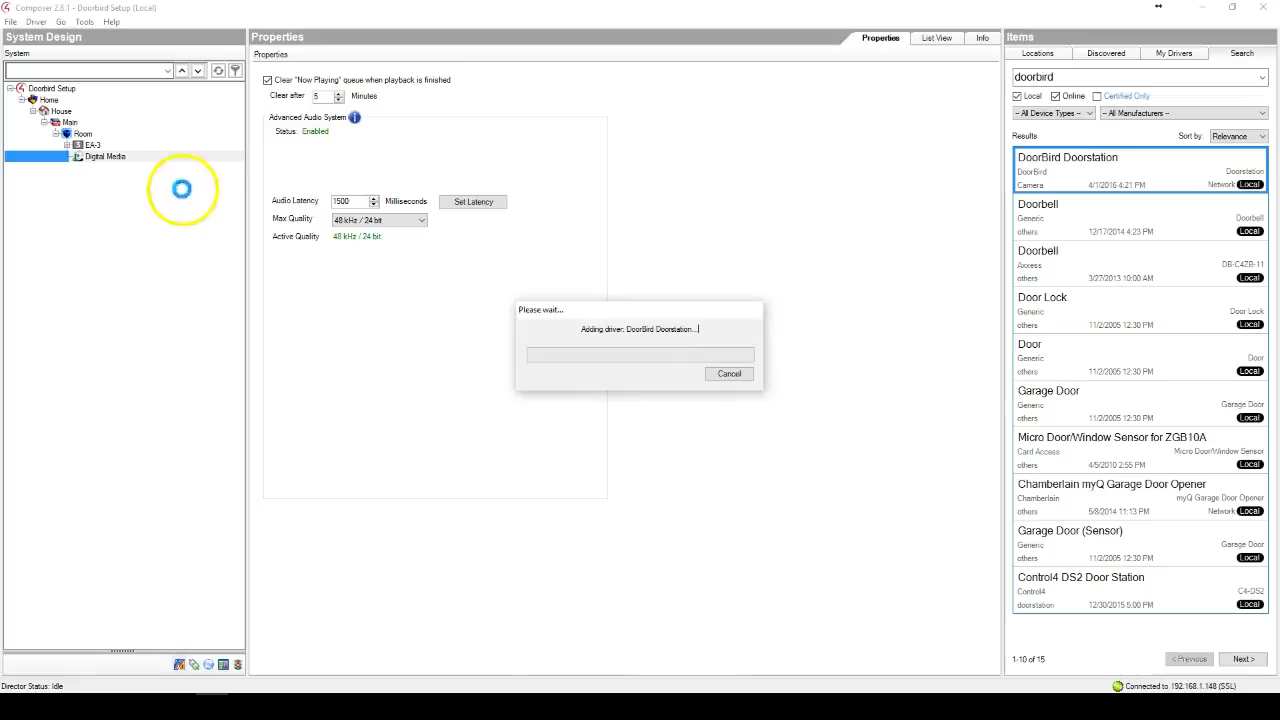 Composer 2.8.1 - Doorbird Setup (Local)
File Driver Go Tools Help
System Design
System
Doorbird Setup
Home
House
Main
Room
EA-3
Digital Media
Properties
Properties List View Info
Properties
Clear "Now Playing" queue when playback is finished
Clear after 5 Minutes
Advanced Audio System
Status: Enabled
Audio Latency 1500 Milliseconds Set Latency
Max Quality 48 kHz / 24 bit
Active Quality 48 kHz / 24 bit
Please wait...
Adding driver: DoorBird Doorstation...
Cancel
Items
Locations Discovered My Drivers Search
doorbird
Local Online Certified Only
-- All Device Types -- -- All Manufacturers --
Results Sort by: Relevance
DoorBird Doorstation
DoorBird Doorstation
Camera 4/1/2016 4:21 PM Network Local
Doorbell
Generic Doorbell
others 12/17/2014 4:23 PM Local
Doorbell
Axxess DB-C4ZB-11
others 3/27/2013 10:00 AM Local
Door Lock
Generic Door Lock
others 11/2/2005 12:30 PM Local
Door
Generic Door
others 11/2/2005 12:30 PM Local
Garage Door
Generic Garage Door
others 11/2/2005 12:30 PM Local
Micro Door/Window Sensor for ZGB10A
Card Access Micro Door/Window Sensor
others 4/5/2010 2:55 PM Local
Chamberlain myQ Garage Door Opener
Chamberlain myQ Garage Door Opener
others 5/8/2014 11:13 PM Network Local
Garage Door (Sensor)
Generic Garage Door
others 11/2/2005 12:30 PM Local
Control4 DS2 Door Station
Control4 C4-DS2
doorstation 12/30/2015 5:00 PM Local
1-10 of 15 < Previous Next >
Director Status: Idle Connected to 192.168.1.148 (SSL)